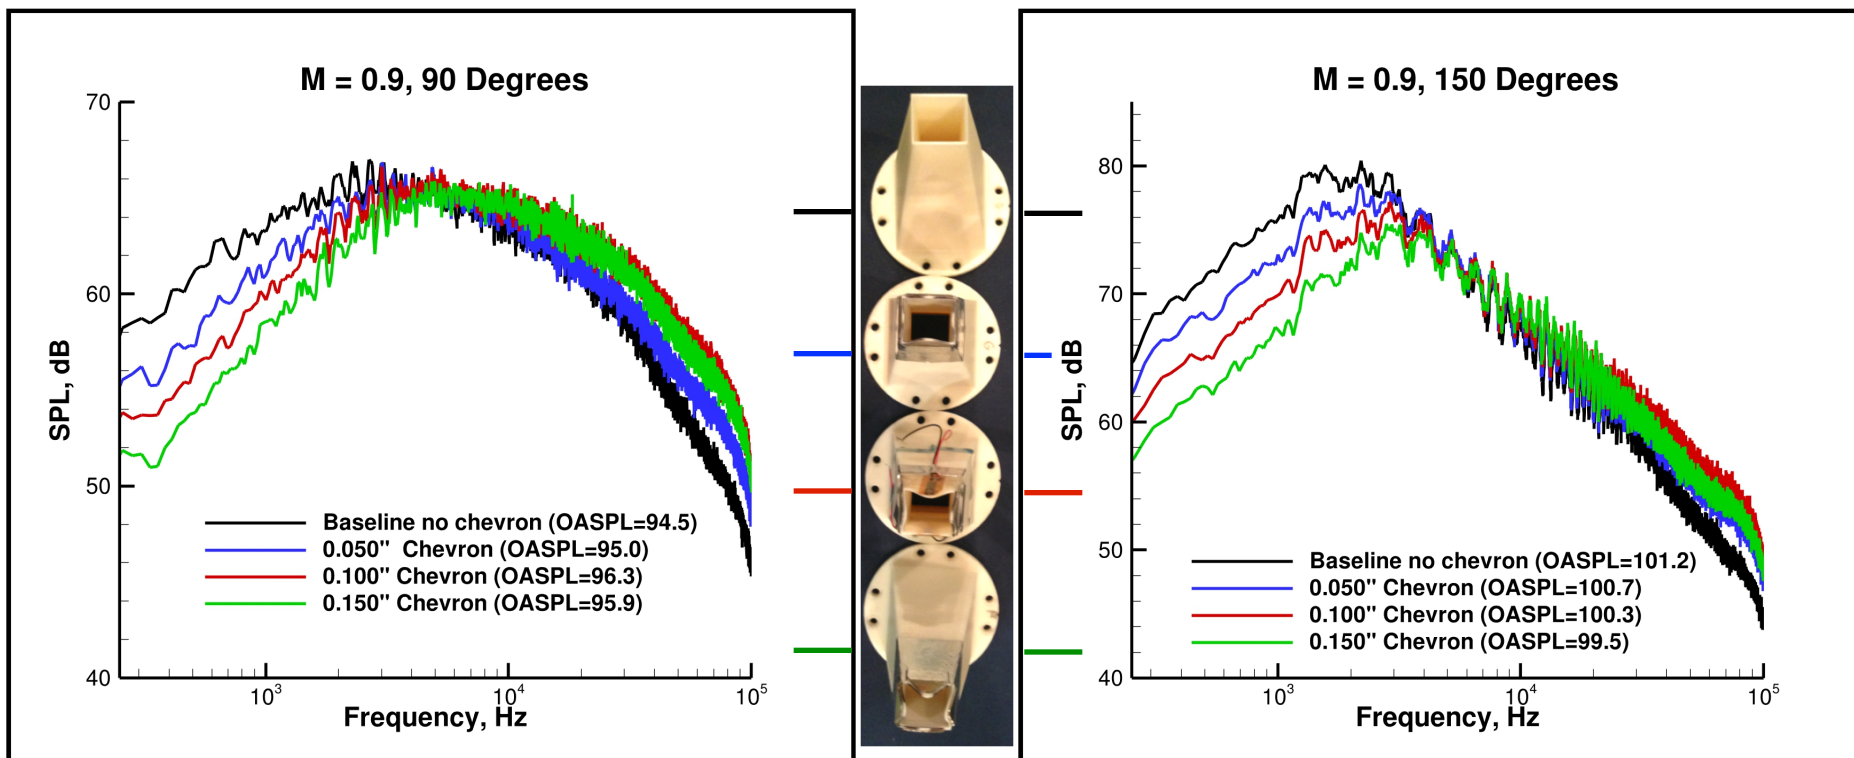 M = 0.9, 90 Degrees
70
60
50
40
SPL, dB
Baseline no chevron (OASPL=94.5)
0.050" Chevron (OASPL=95.0)
0.100" Chevron (OASPL=96.3)
0.150" Chevron (OASPL=95.9)
10³ 10⁴ 10⁵
Frequency, Hz
M = 0.9, 150 Degrees
80
70
60
50
40
SPL, dB
Baseline no chevron (OASPL=101.2)
0.050" Chevron (OASPL=100.7)
0.100" Chevron (OASPL=100.3)
0.150" Chevron (OASPL=99.5)
10³ 10⁴ 10⁵
Frequency, Hz